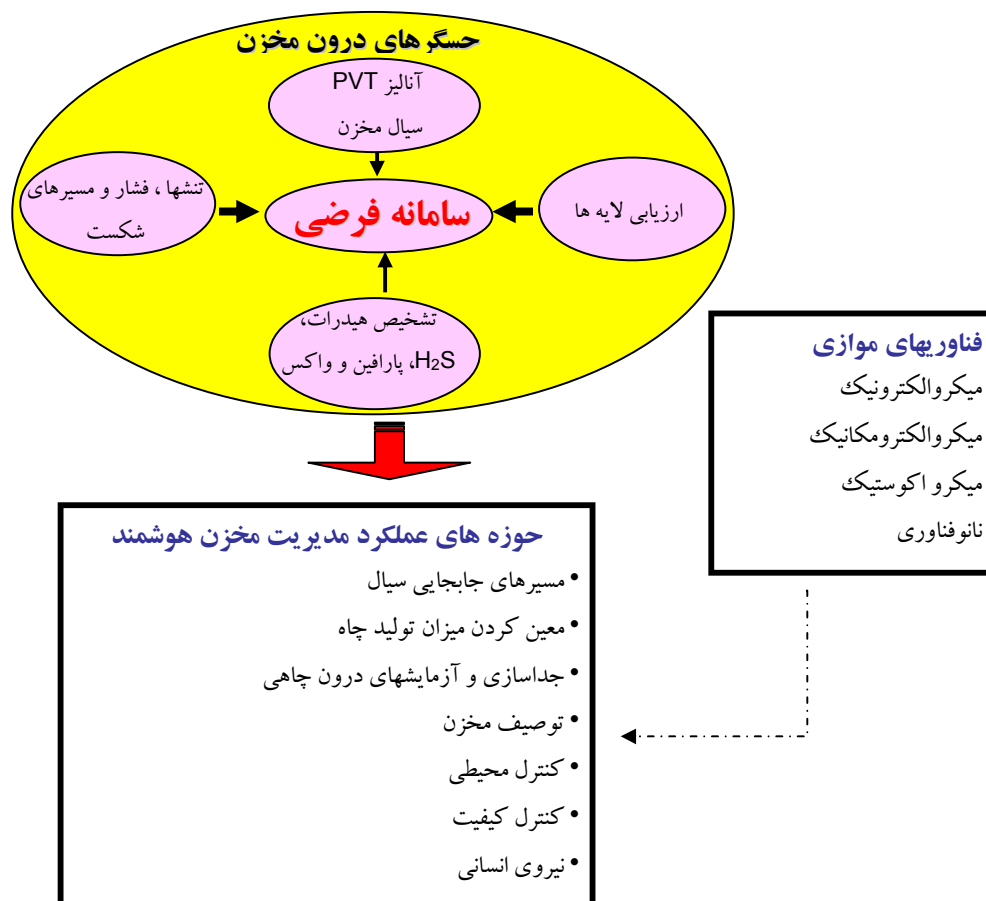 حسگرهای درون مخزن
آنالیز PVT
سیال مخزن
تنشها ، فشار و مسیرهای
شکست
سامانه فرضی
ارزیابی لایه ها
تشخیص هیدرات،
H₂S، پارافین و واکس
فناوریهای موازی
میکروالکترونیک
میکروالکترومکانیک
میکرو اکوستیک
نانوفناوری
حوزه های عملکرد مدیریت مخزن هوشمند
• مسیرهای جابجایی سیال
• معین کردن میزان تولید چاه
• جداسازی و آزمایشهای درون چاهی
• توصیف مخزن
• کنترل محیطی
• کنترل کیفیت
• نیروی انسانی